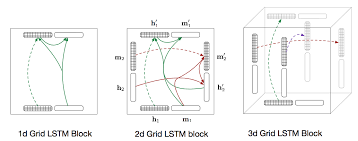 h′₁ m′₁
m₂ m′₂
h₂ h′₂
h₁ m₁
1d Grid LSTM Block 2d Grid LSTM block 3d Grid LSTM Block